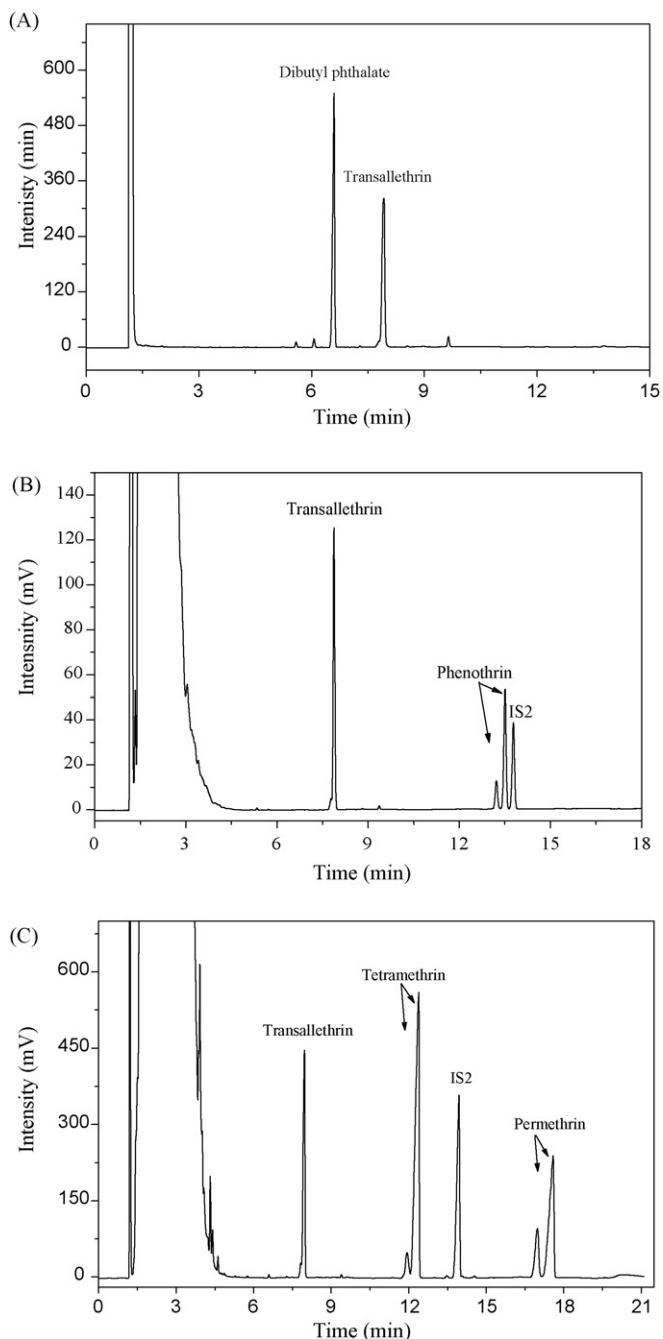 (A)
600
480
360
240
120
0
Intenisty (min)
Dibutyl phthalate
Transallethrin
0 3 6 9 12 15
Time (min)
(B)
140
120
100
80
60
40
20
0
Intensnity (mV)
Transallethrin
Phenothrin
IS2
0 3 6 9 12 15 18
Time (min)
(C)
600
450
300
150
0
Intensity (mV)
Tetramethrin
Transallethrin
IS2
Permethrin
0 3 6 9 12 15 18 21
Time (min)